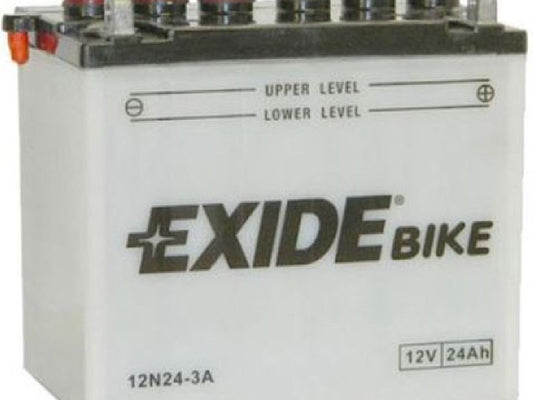 UPPER LEVEL
LOWER LEVEL
EXIDE® BIKE
12V 24Ah
12N24-3A